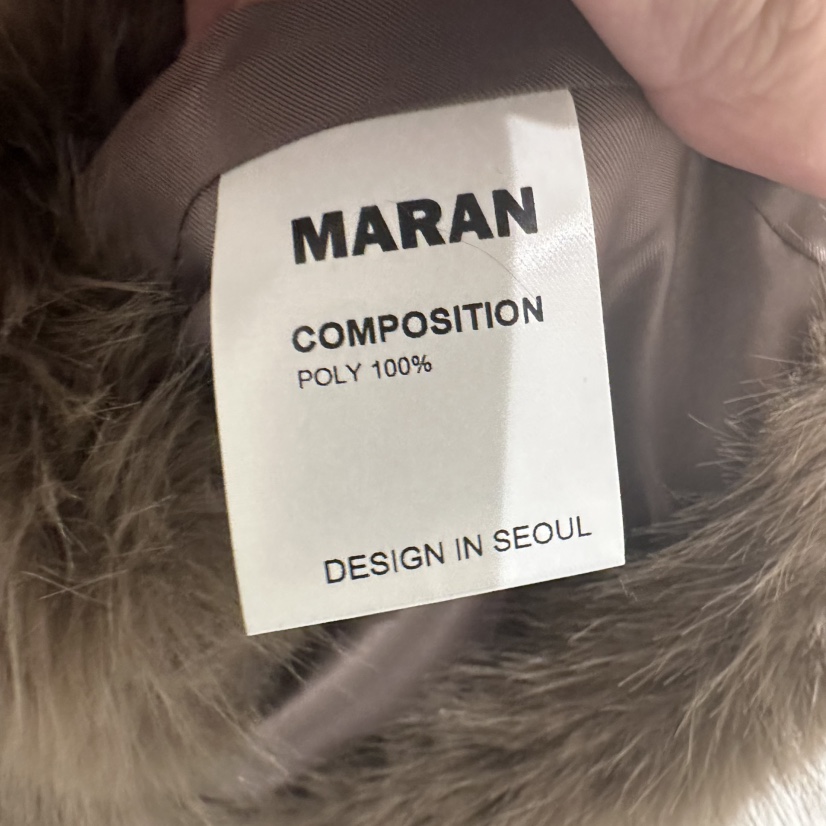 MARAN
COMPOSITION
POLY 100%
DESIGN IN SEOUL